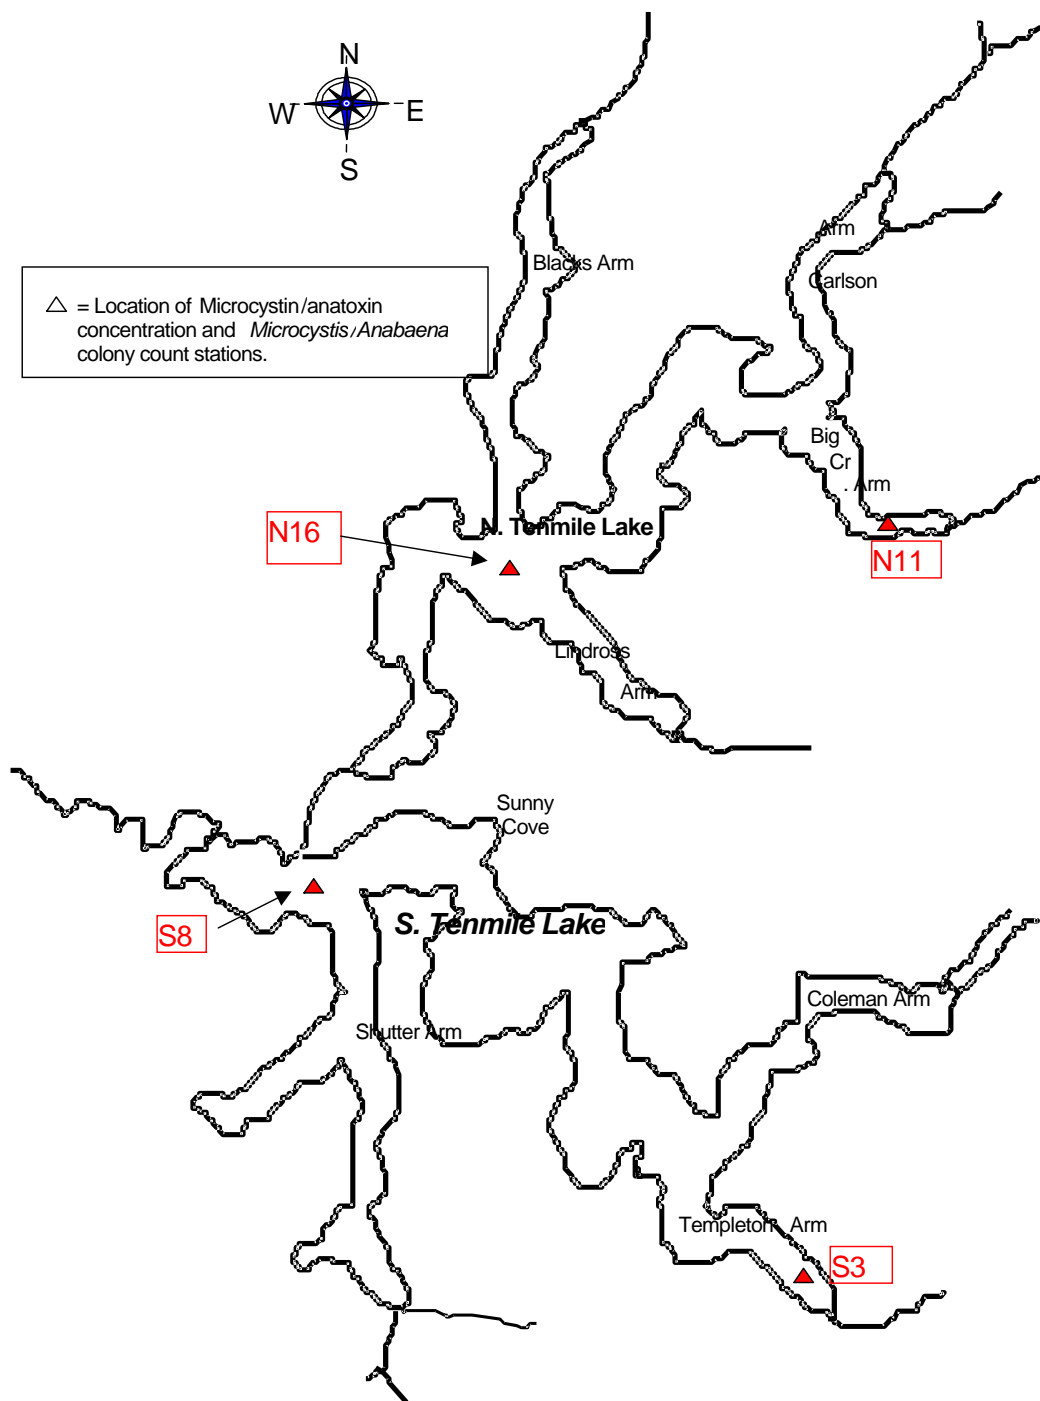 N
W E
S
Blacks Arm
Arm
Carlson
= Location of Microcystin/anatoxin
concentration and Microcystis/Anabaena
colony count stations.
Big
Cr
. Arm
N16
N. Tenmile Lake
N11
Lindross
Arm
Sunny
Cove
S8
S. Tenmile Lake
Coleman Arm
Shutter Arm
Templeton Arm
S3